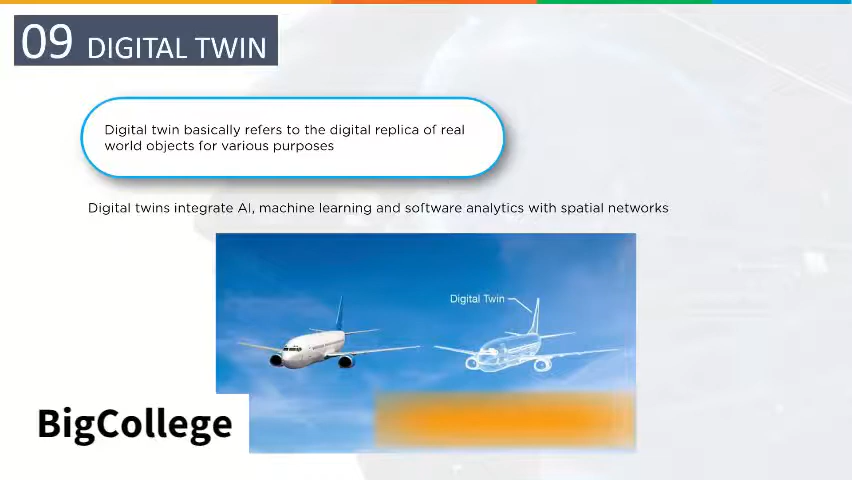 09 DIGITAL TWIN
Digital twin basically refers to the digital replica of real
world objects for various purposes
Digital twins integrate AI, machine learning and software analytics with spatial networks
Digital Twin
BigCollege